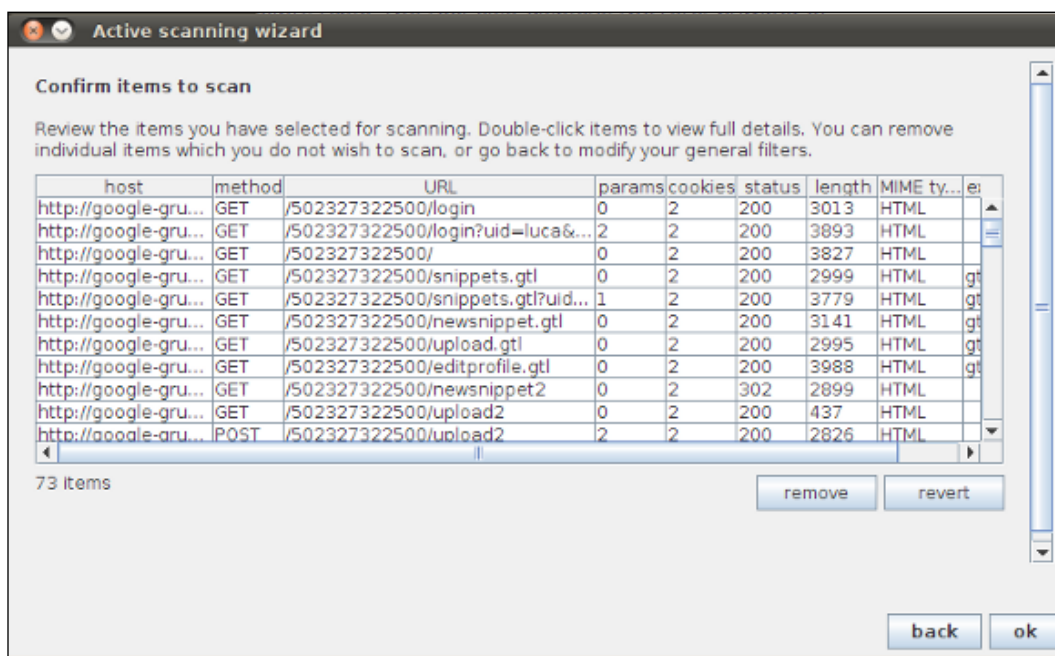 Active scanning wizard
Confirm items to scan
Review the items you have selected for scanning. Double-click items to view full details. You can remove
individual items which you do not wish to scan, or go back to modify your general filters.
host method URL params cookies status length MIME ty... e
http://google-gru... GET /502327322500/login 0 2 200 3013 HTML
http://google-gru... GET /502327322500/login?uid=luca&... 2 2 200 3893 HTML
http://google-gru... GET /502327322500/ 0 2 200 3827 HTML
http://google-gru... GET /502327322500/snippets.gtl 0 2 200 2999 HTML gt
http://google-gru... GET /502327322500/snippets.gtl?uid... 1 2 200 3779 HTML gt
http://google-gru... GET /502327322500/newsnippet.gtl 0 2 200 3141 HTML gt
http://google-gru... GET /502327322500/upload.gtl 0 2 200 2995 HTML gt
http://google-gru... GET /502327322500/editprofile.gtl 0 2 200 3988 HTML gt
http://google-gru... GET /502327322500/newsnippet2 0 2 302 2899 HTML
http://google-gru... GET /502327322500/upload2 0 2 200 437 HTML
http://google-gru... POST /502327322500/upload2 2 2 200 2826 HTML
73 items
remove revert
back ok